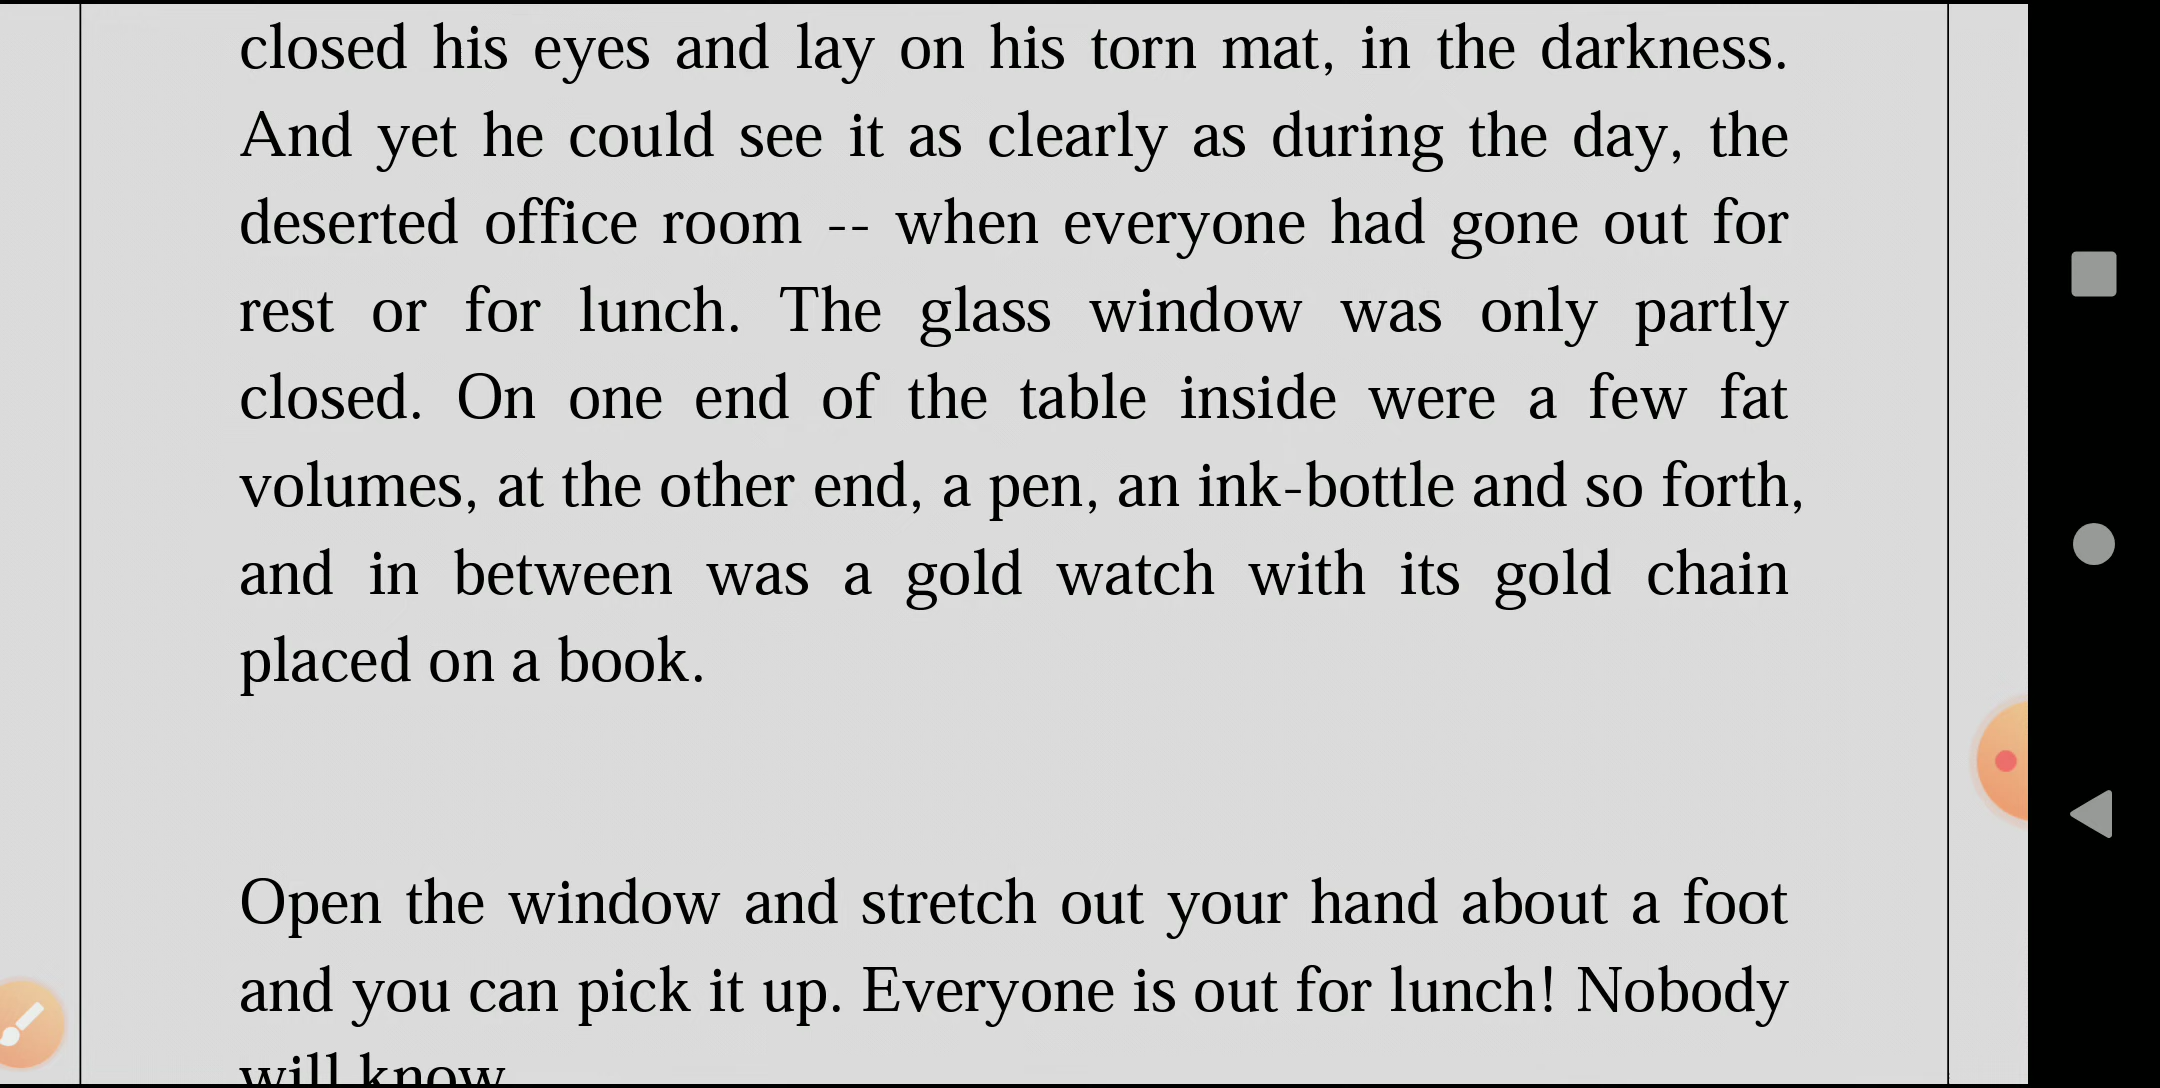 closed his eyes and lay on his torn mat, in the darkness.
And yet he could see it as clearly as during the day, the
deserted office room -- when everyone had gone out for
rest or for lunch. The glass window was only partly
closed. On one end of the table inside were a few fat
volumes, at the other end, a pen, an ink-bottle and so forth,
and in between was a gold watch with its gold chain
placed on a book.
Open the window and stretch out your hand about a foot
and you can pick it up. Everyone is out for lunch! Nobody
will know